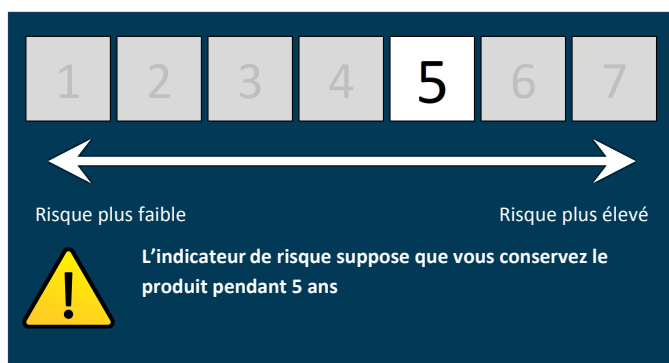 1 2 3 4 5 6 7
Risque plus faible Risque plus élevé
L'indicateur de risque suppose que vous conservez le
produit pendant 5 ans